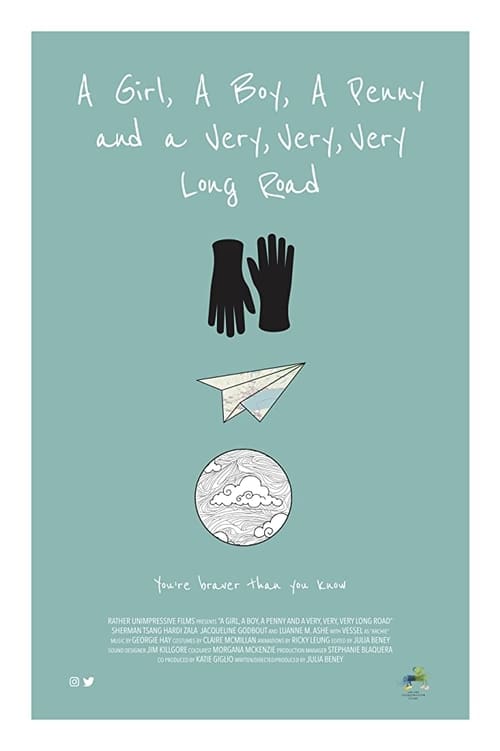 A Girl, A Boy, A Penny
and a Very, Very, Very
Long Road
You're braver than you know
RATHER UNIMPRESSIVE FILMS PRESENTS "A GIRL, A BOY, A PENNY AND A VERY, VERY, VERY LONG ROAD"
SHERMAN TSANG HARDI ZALA JACQUELINE GODBOUT AND LUANNE M. ASHE WITH VESSEL AS "ARCHIE"
MUSIC BY GEORGIE HAY COSTUMES BY CLAIRE MCMILLAN ANIMATIONS BY RICKY LEUNG EDITED BY JULIA BENEY
SOUND DESIGNER JIM KILLGORE COLOURIST MORGANA MCKENZIE PRODUCTION MANAGER STEPHANIE BLAQUERA
CO PRODUCED BY KATIE GIGLIO WRITTEN/DIRECTED/PRODUCED BY JULIA BENEY